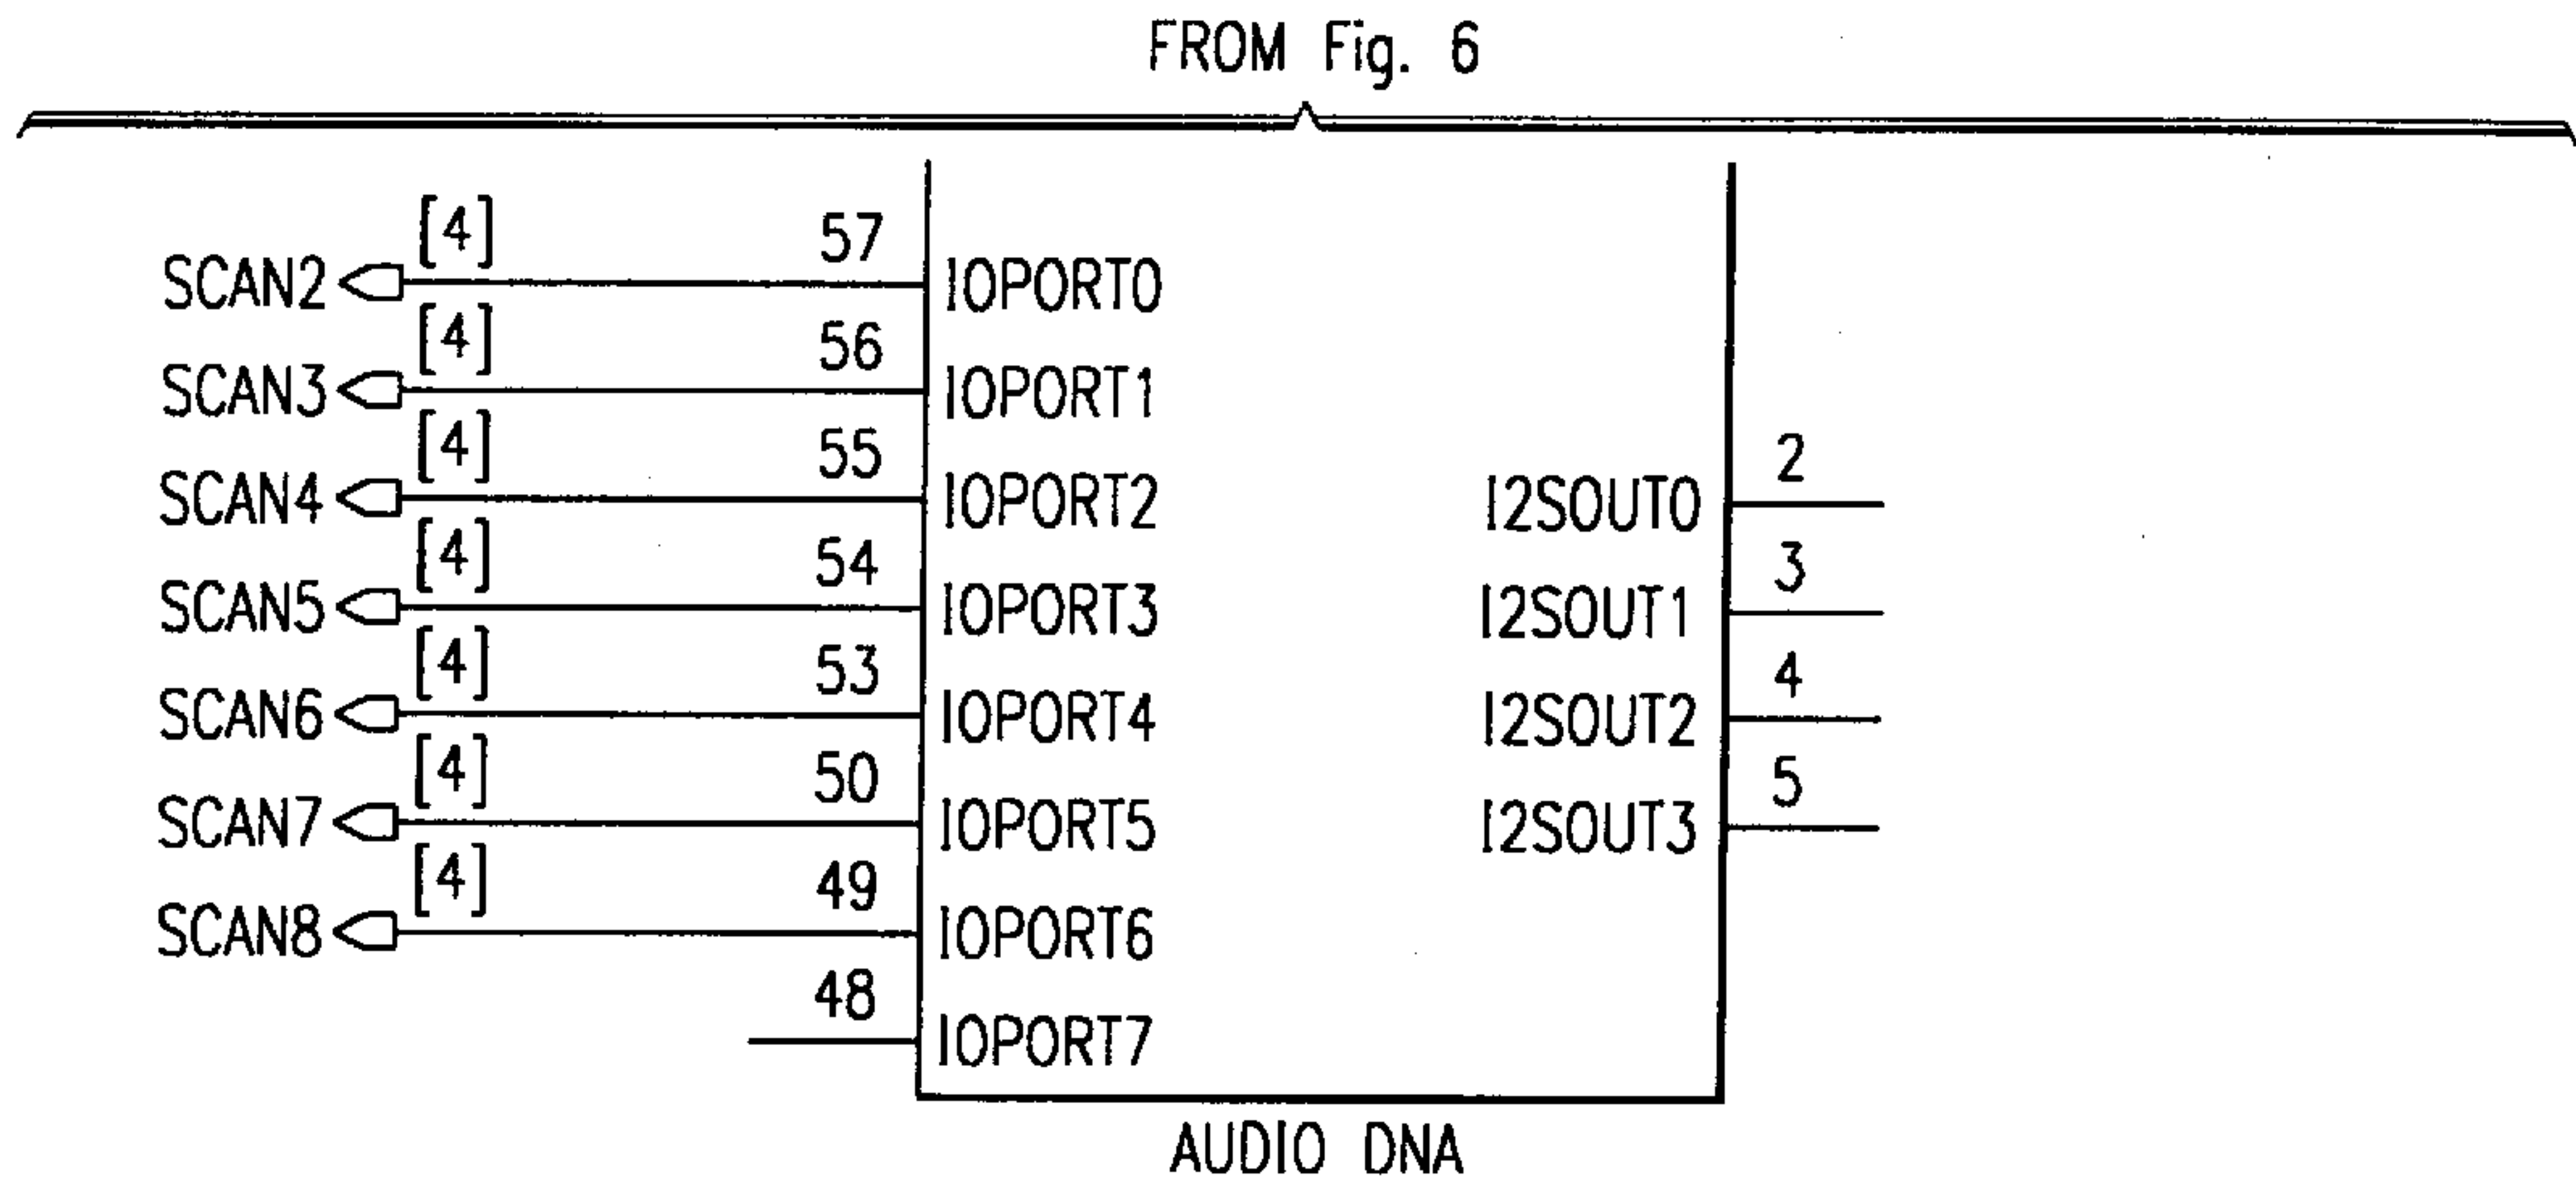 FROM Fig. 6
[4] 57
SCAN2 IOPORT0
[4] 56
SCAN3 IOPORT1
[4] 55 2
SCAN4 IOPORT2 I2SOUT0
[4] 54 3
SCAN5 IOPORT3 I2SOUT1
[4] 53 4
SCAN6 IOPORT4 I2SOUT2
[4] 50 5
SCAN7 IOPORT5 I2SOUT3
[4] 49
SCAN8 IOPORT6
48
IOPORT7
AUDIO DNA